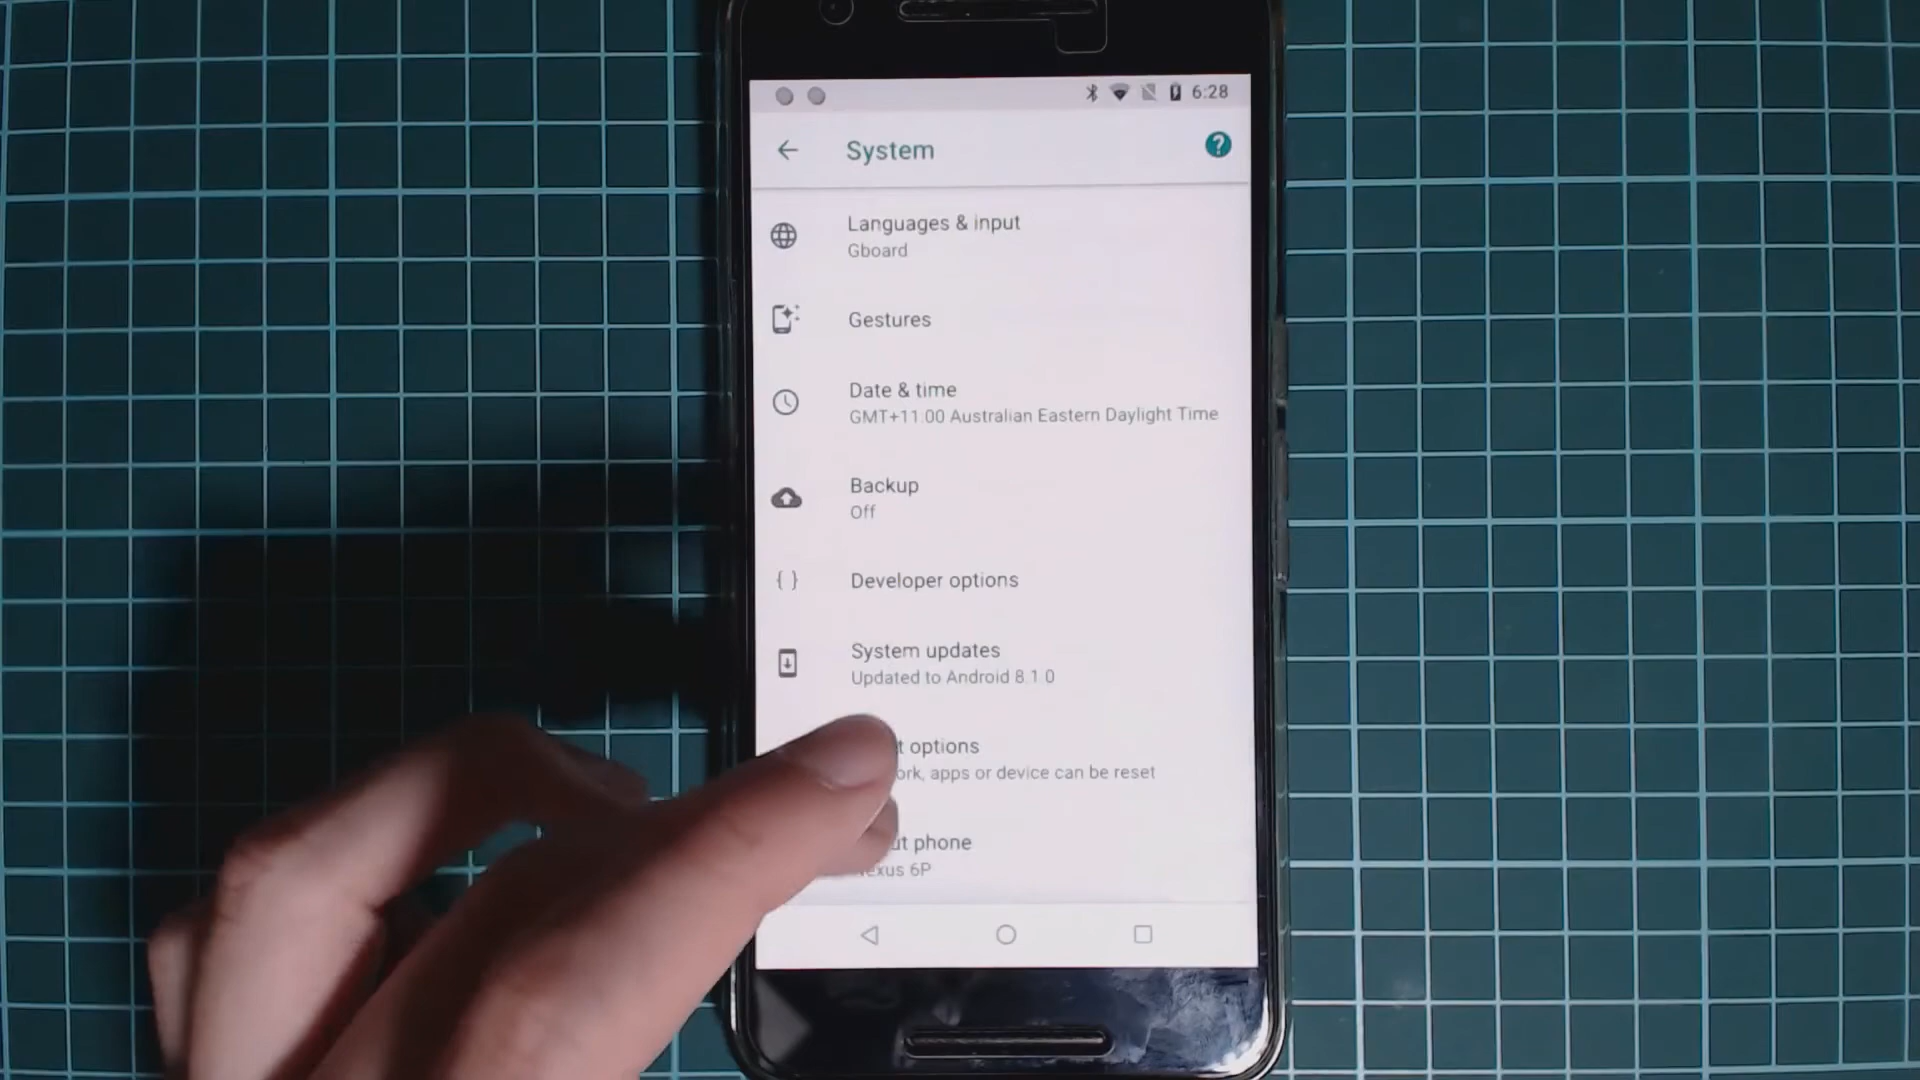 6:28
System
?
Languages & input
Gboard
Gestures
Date & time
GMT+11:00 Australian Eastern Daylight Time
Backup
Off
{ } Developer options
System updates
Updated to Android 8.1.0
options
apps or device can be reset
phone
6P